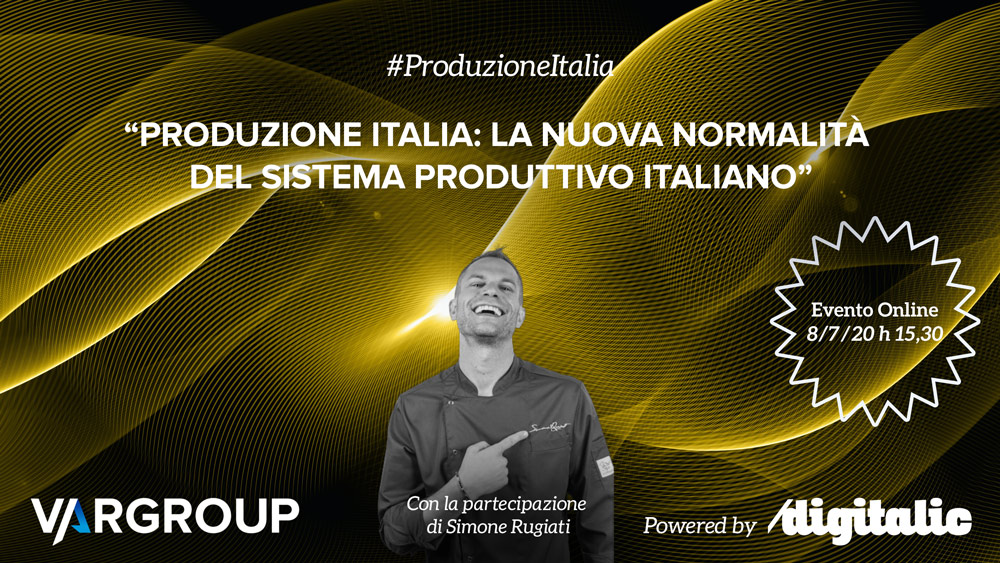 #ProduzioneItalia
“PRODUZIONE ITALIA: LA NUOVA NORMALITÀ
DEL SISTEMA PRODUTTIVO ITALIANO”
Evento Online
8/7/20 h 15,30
Con la partecipazione
di Simone Rugiati
VARGROUP
Powered by digitalic